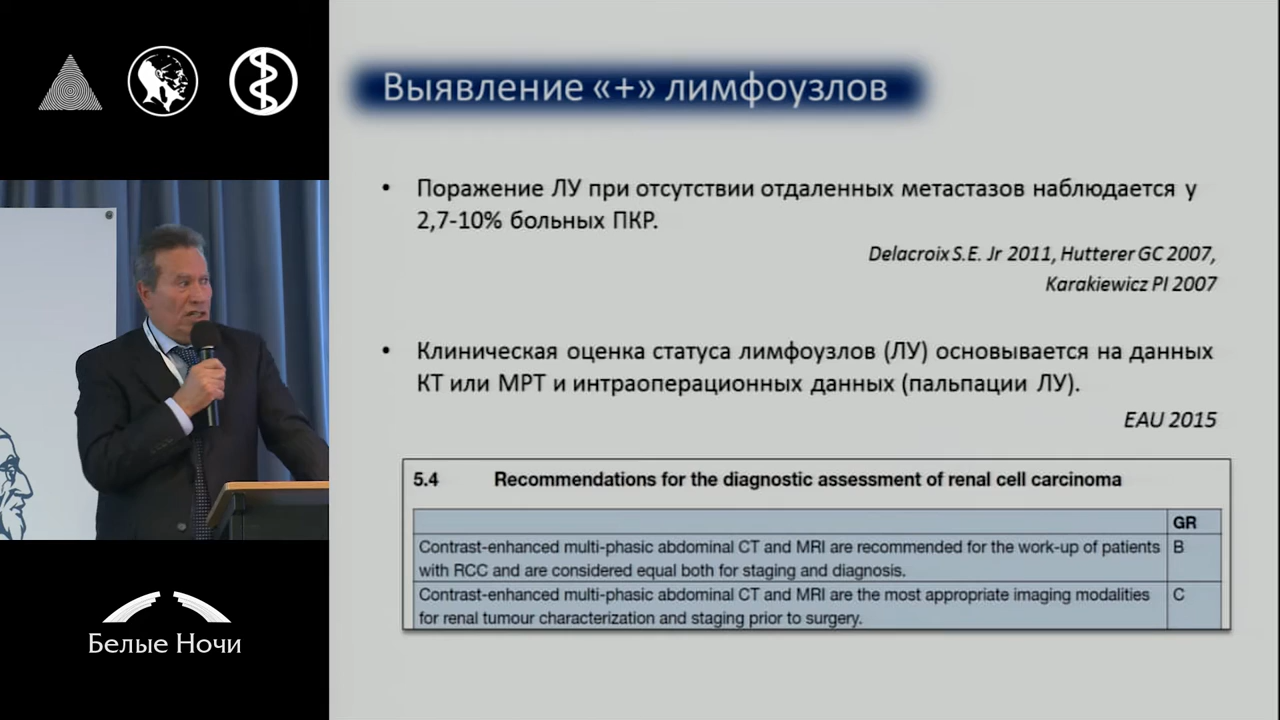 Выявление «+» лимфоузлов
• Поражение ЛУ при отсутствии отдаленных метастазов наблюдается у
2,7-10% больных ПКР.
Delacroix S.E. Jr 2011, Hutterer GC 2007,
Karakiewicz PI 2007
• Клиническая оценка статуса лимфоузлов (ЛУ) основывается на данных
КТ или МРТ и интраоперационных данных (пальпации ЛУ).
EAU 2015
5.4 Recommendations for the diagnostic assessment of renal cell carcinoma
GR
Contrast-enhanced multi-phasic abdominal CT and MRI are recommended for the work-up of patients B
with RCC and are considered equal both for staging and diagnosis.
Contrast-enhanced multi-phasic abdominal CT and MRI are the most appropriate imaging modalities C
for renal tumour characterization and staging prior to surgery.
Белые Ночи